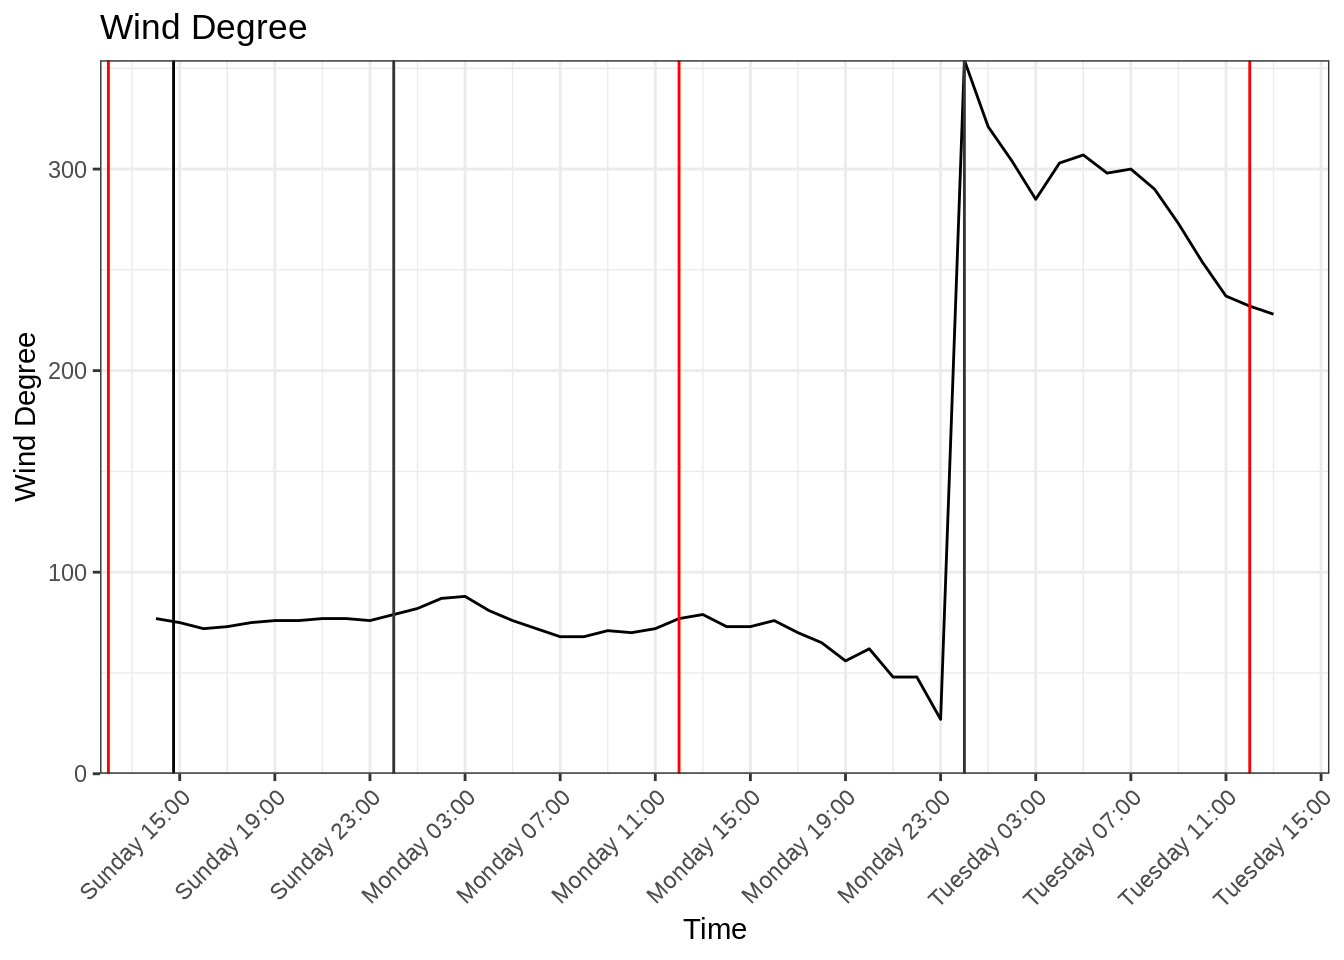 Wind Degree
Wind Degree
300
200
100
0
Sunday 15:00
Sunday 19:00
Sunday 23:00
Monday 03:00
Monday 07:00
Monday 11:00
Monday 15:00
Monday 19:00
Monday 23:00
Tuesday 03:00
Tuesday 07:00
Tuesday 11:00
Tuesday 15:00
Time